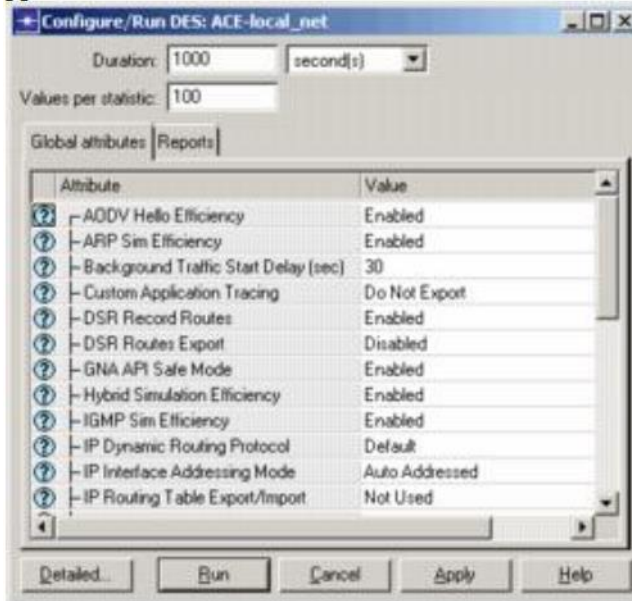 Configure/Run DES: ACE-local_net
Duration: 1000 second(s)
Values per statistic: 100
Global attributes Reports
Attribute Value
AODV Hello Efficiency Enabled
ARP Sim Efficiency Enabled
Background Traffic Start Delay (sec) 30
Custom Application Tracing Do Not Export
DSR Record Routes Enabled
DSR Routes Export Disabled
GNA API Safe Mode Enabled
Hybrid Simulation Efficiency Enabled
IGMP Sim Efficiency Enabled
IP Dynamic Routing Protocol Default
IP Interface Addressing Mode Auto Addressed
IP Routing Table Export/Import Not Used
Detailed... Run Cancel Apply Help